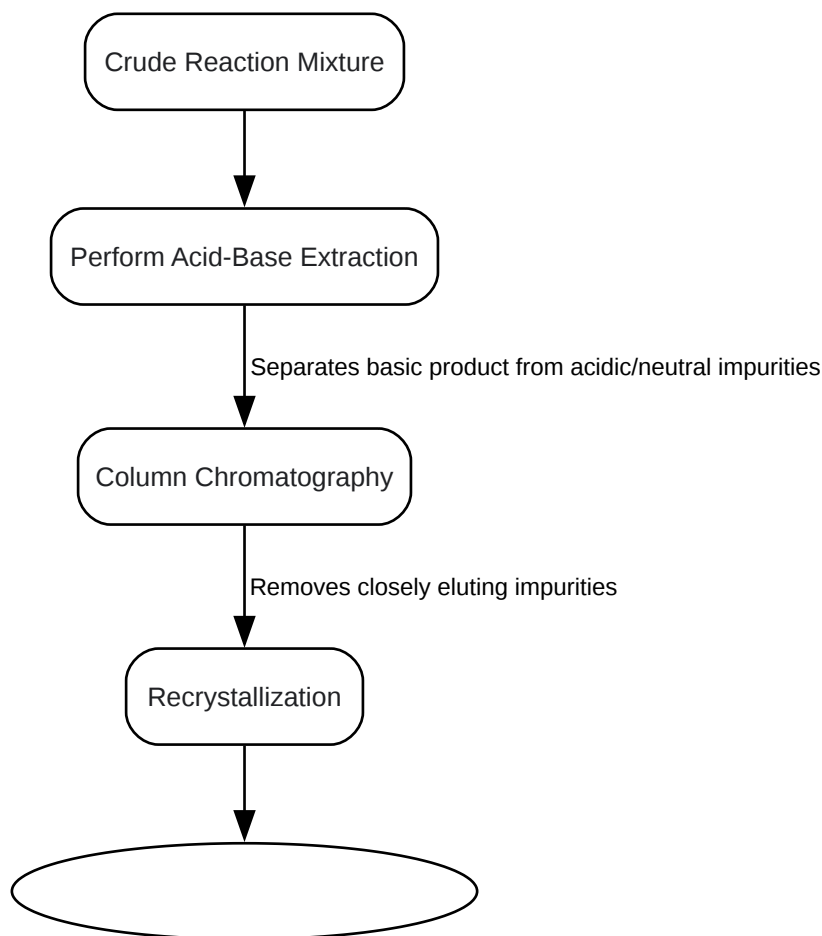 Crude Reaction Mixture
Perform Acid-Base Extraction
Separates basic product from acidic/neutral impurities
Column Chromatography
Removes closely eluting impurities
Recrystallization